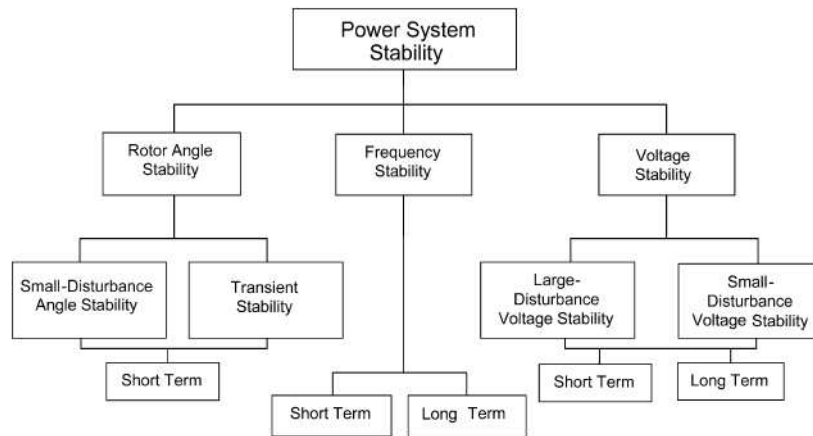 Power System
Stability
Rotor Angle
Stability
Frequency
Stability
Voltage
Stability
Small-Disturbance
Angle Stability
Transient
Stability
Large-
Disturbance
Voltage Stability
Small-
Disturbance
Voltage Stability
Short Term
Short Term
Long Term
Short Term
Long Term